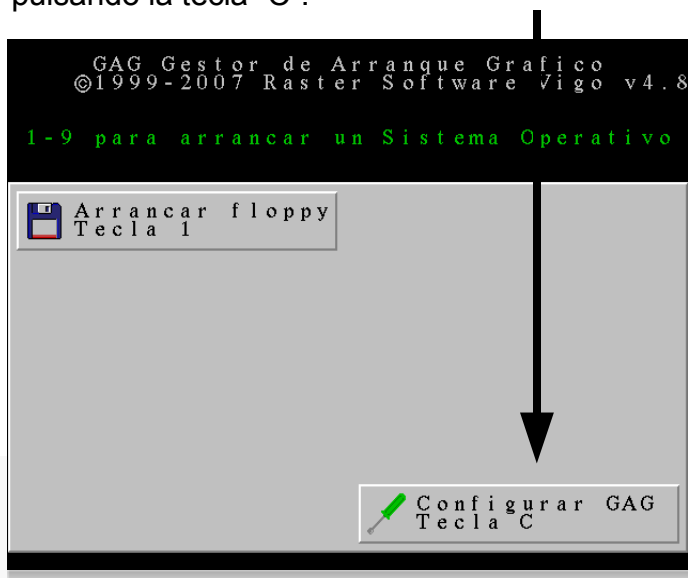 pulsando la tecla "C".
GAG Gestor de Arranque Grafico
©1999-2007 Raster Software Vigo v4.8
1-9 para arrancar un Sistema Operativo
Arrancar floppy
Tecla 1
Configurar GAG
Tecla C